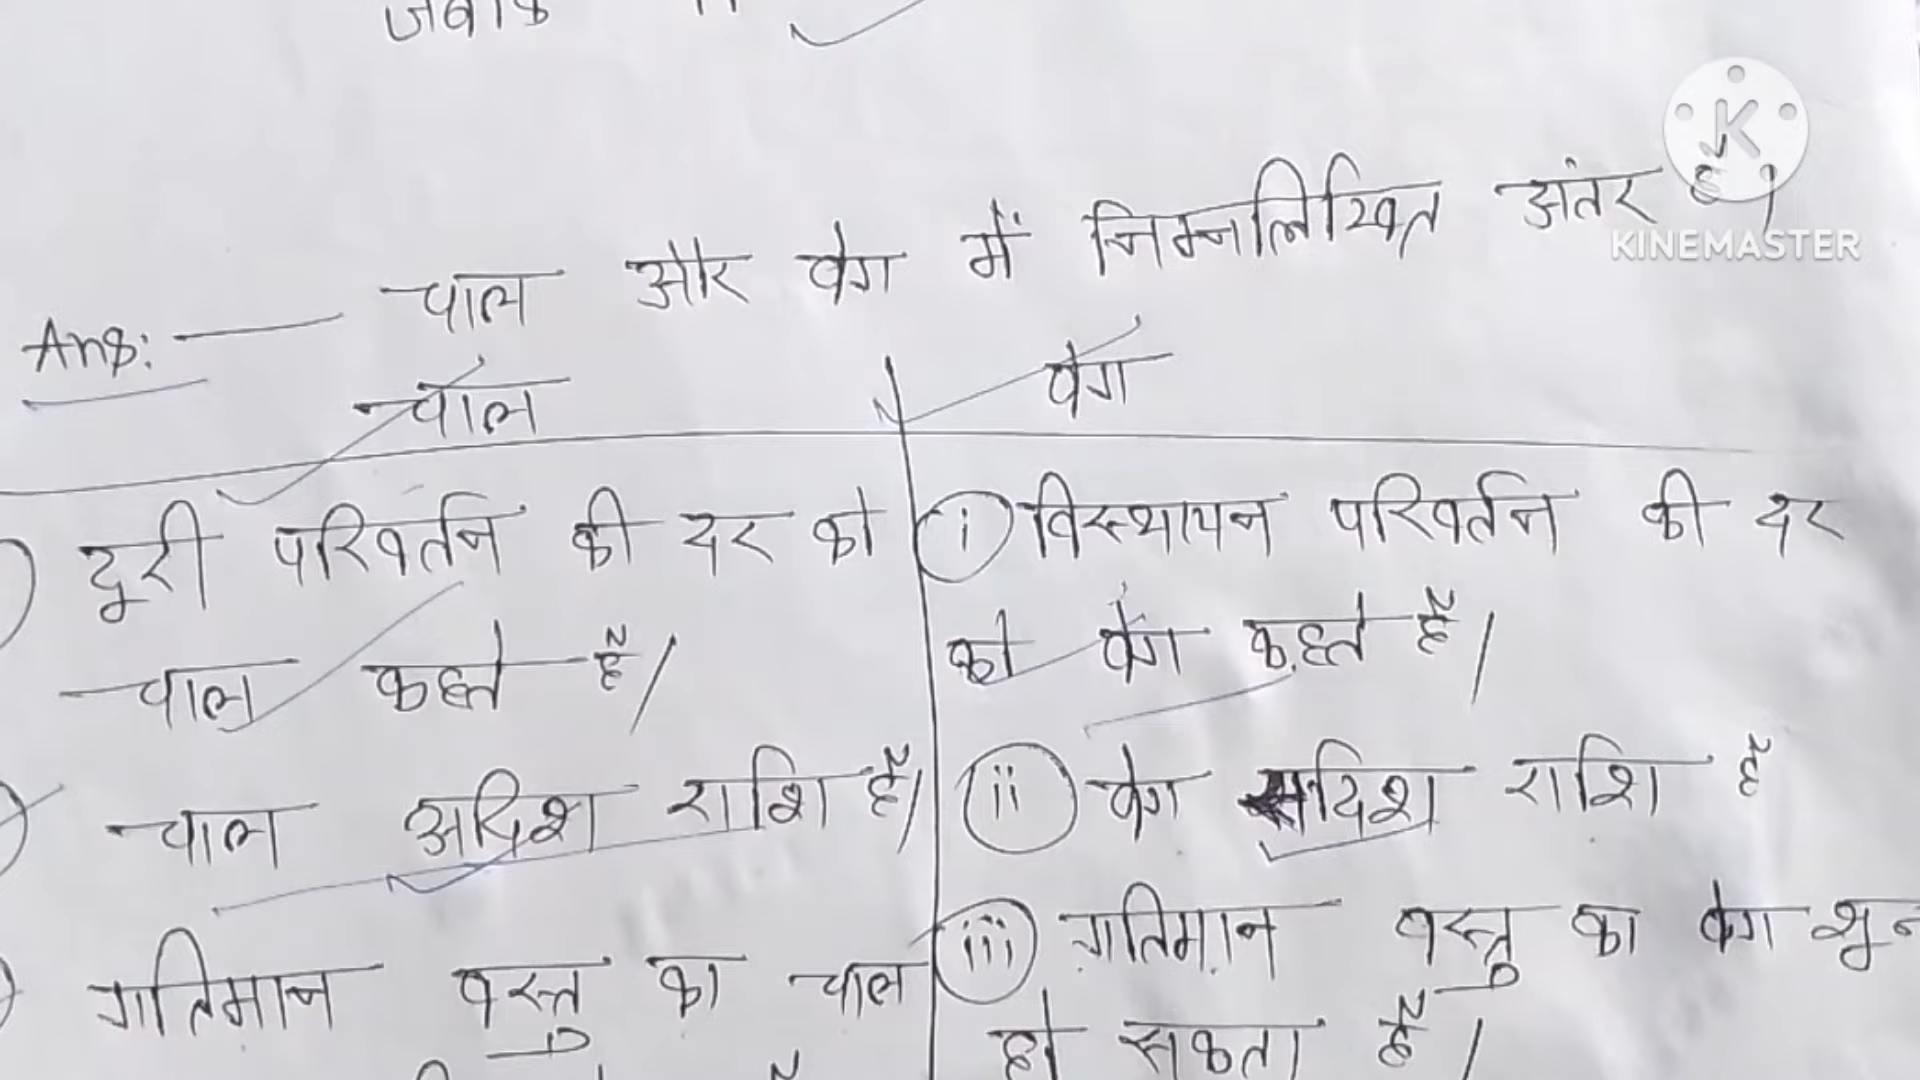 जवाब
K
KINEMASTER
Ans: — चाल और वेग में निम्नलिखित अंतर है।
चाल
वेग
दूरी परिवर्तन की दर को
चाल कहते हैं।
चाल अदिश राशि हैं।
गतिमान वस्तु का चाल
i विस्थापन परिवर्तन की दर
को वेग कहते हैं।
ii वेग सदिश राशि है
iii गतिमान वस्तु का वेग
हो सकता हैं।